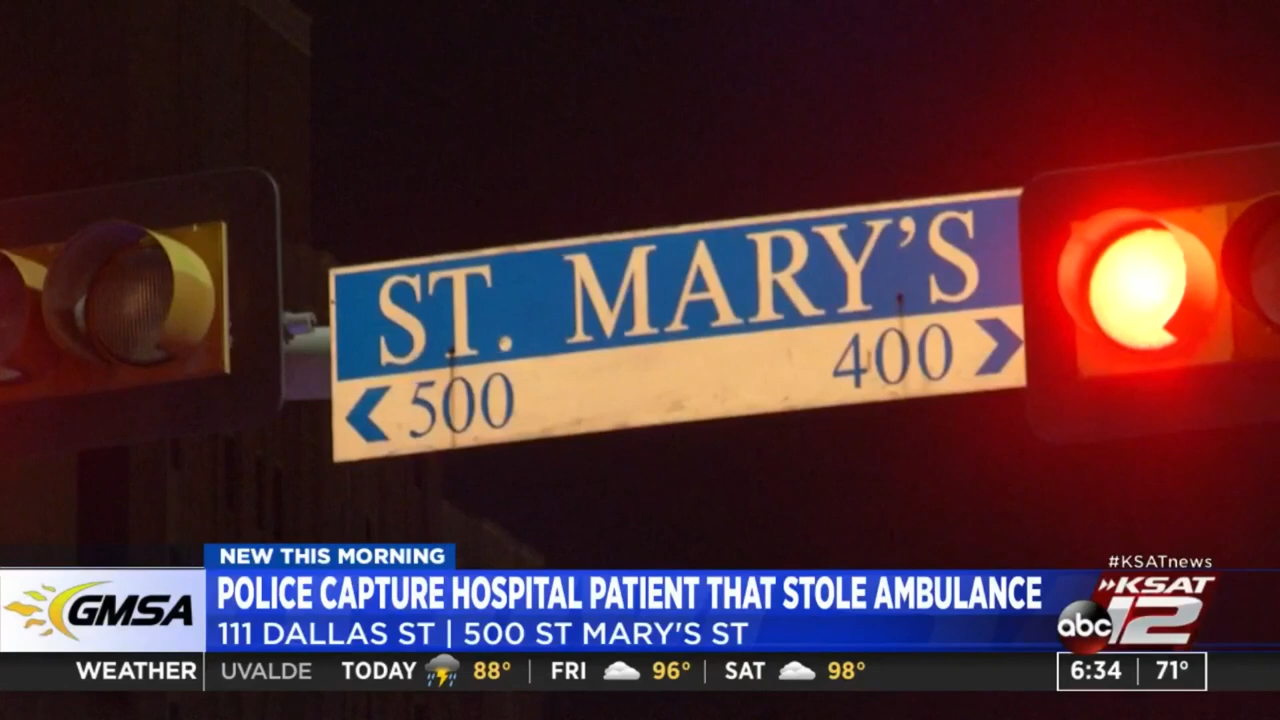 ST. MARY'S
500 400
NEW THIS MORNING
#KSATnews
GMSA
POLICE CAPTURE HOSPITAL PATIENT THAT STOLE AMBULANCE
KSAT
abc 12
111 DALLAS ST | 500 ST MARY'S ST
WEATHER UVALDE TODAY 88° | FRI 96° | SAT 98°
6:34 | 71°